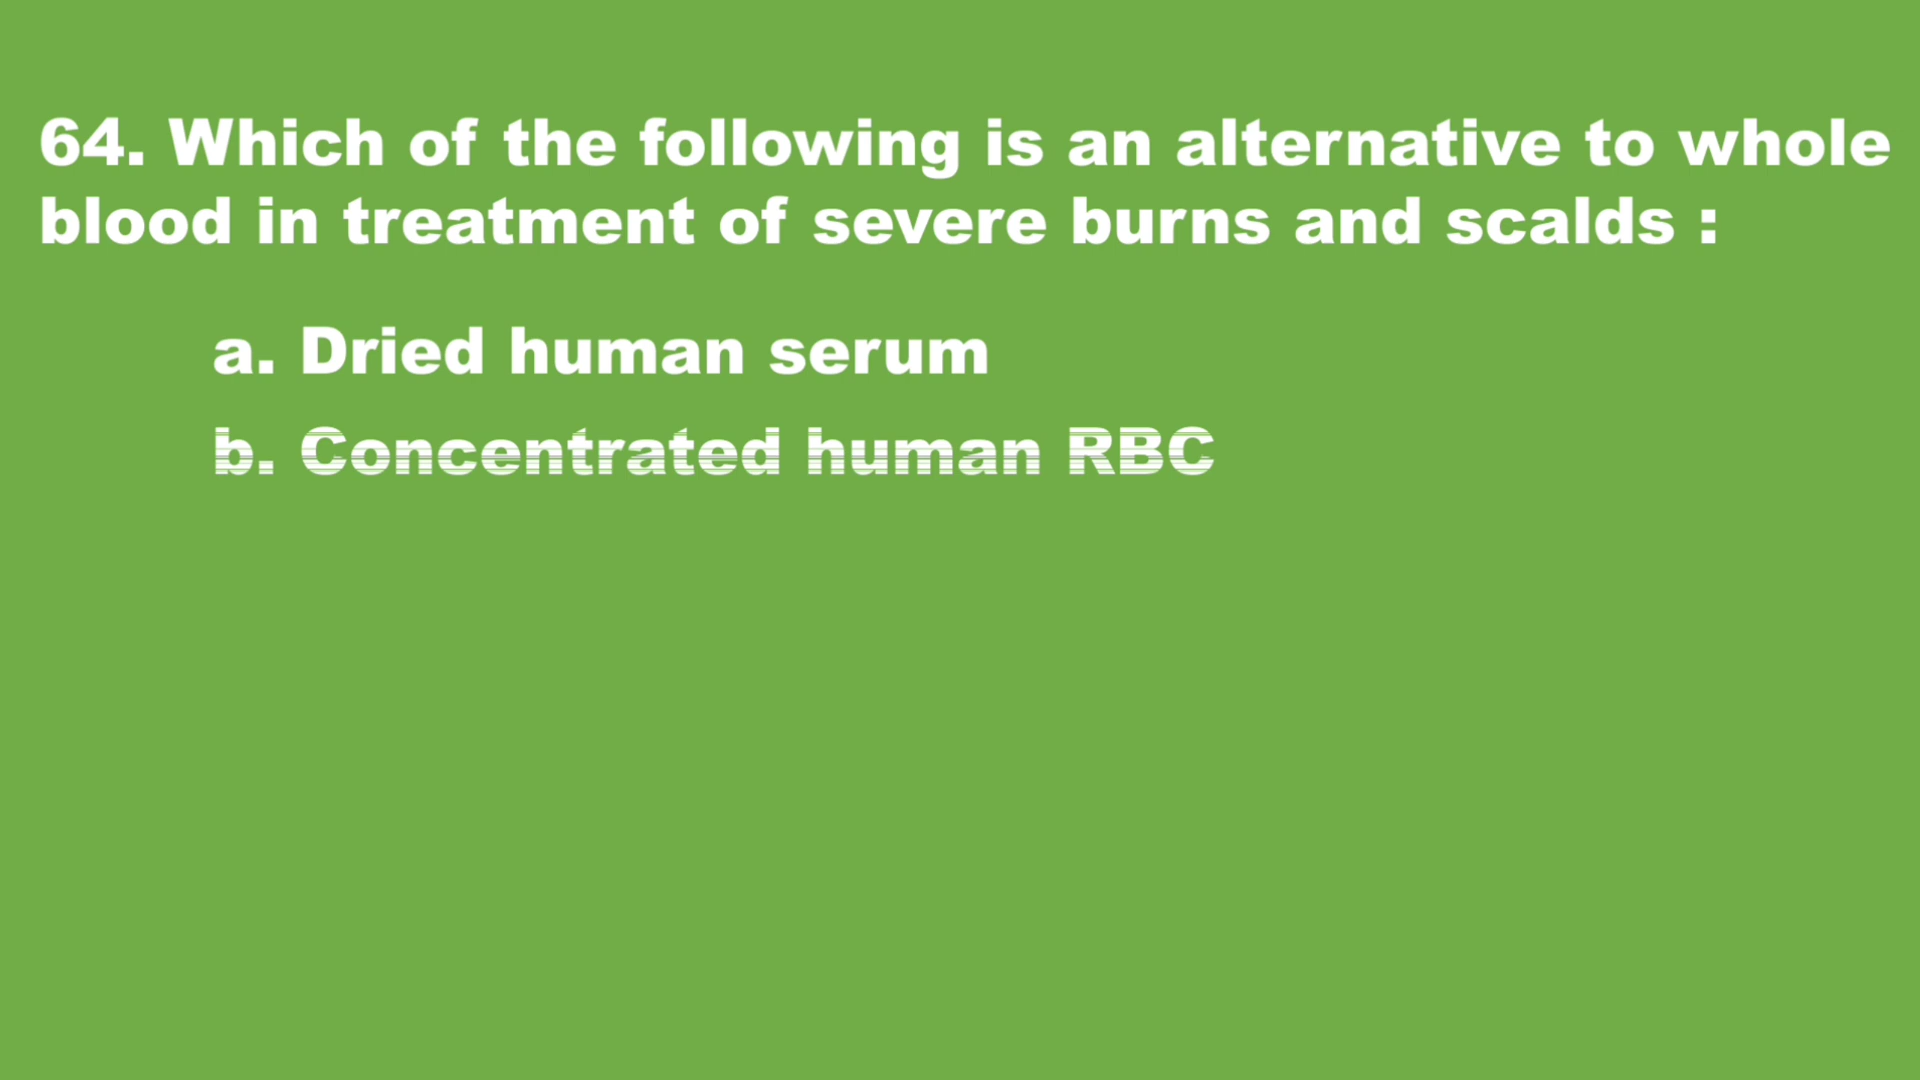 64. Which of the following is an alternative to whole
blood in treatment of severe burns and scalds :
a. Dried human serum
b. Concentrated human RBC